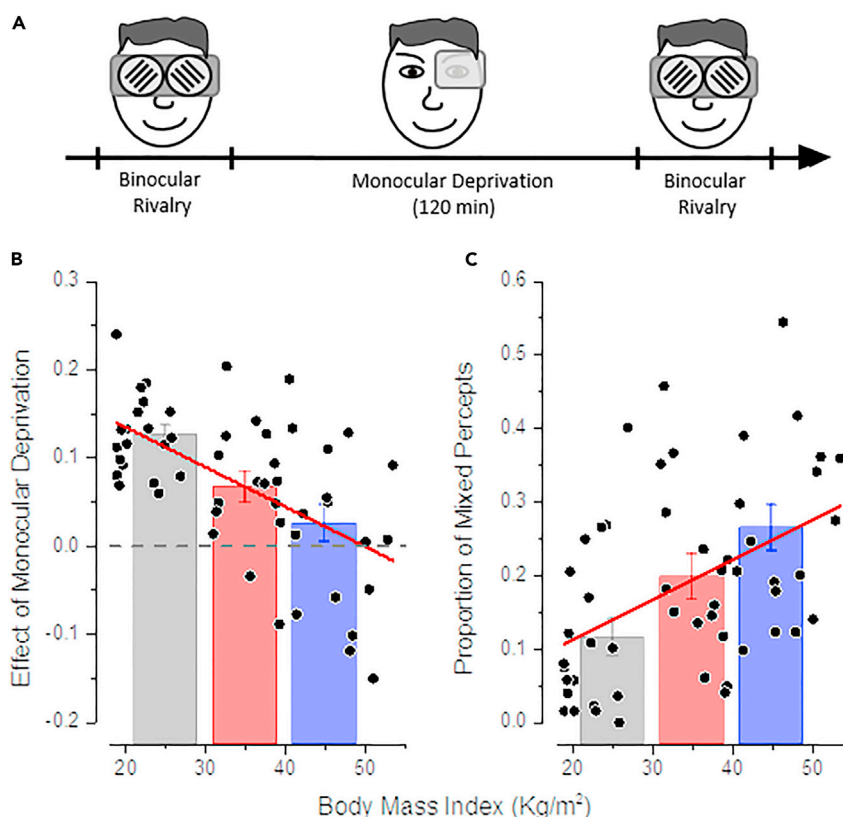 A
Binocular
Rivalry
Monocular Deprivation
(120 min)
Binocular
Rivalry
B
Effect of Monocular Deprivation
0.3
0.2
0.1
0.0
-0.1
-0.2
20 30 40 50
C
Proportion of Mixed Percepts
0.6
0.5
0.4
0.3
0.2
0.1
0.0
20 30 40 50
Body Mass Index (Kg/m²)